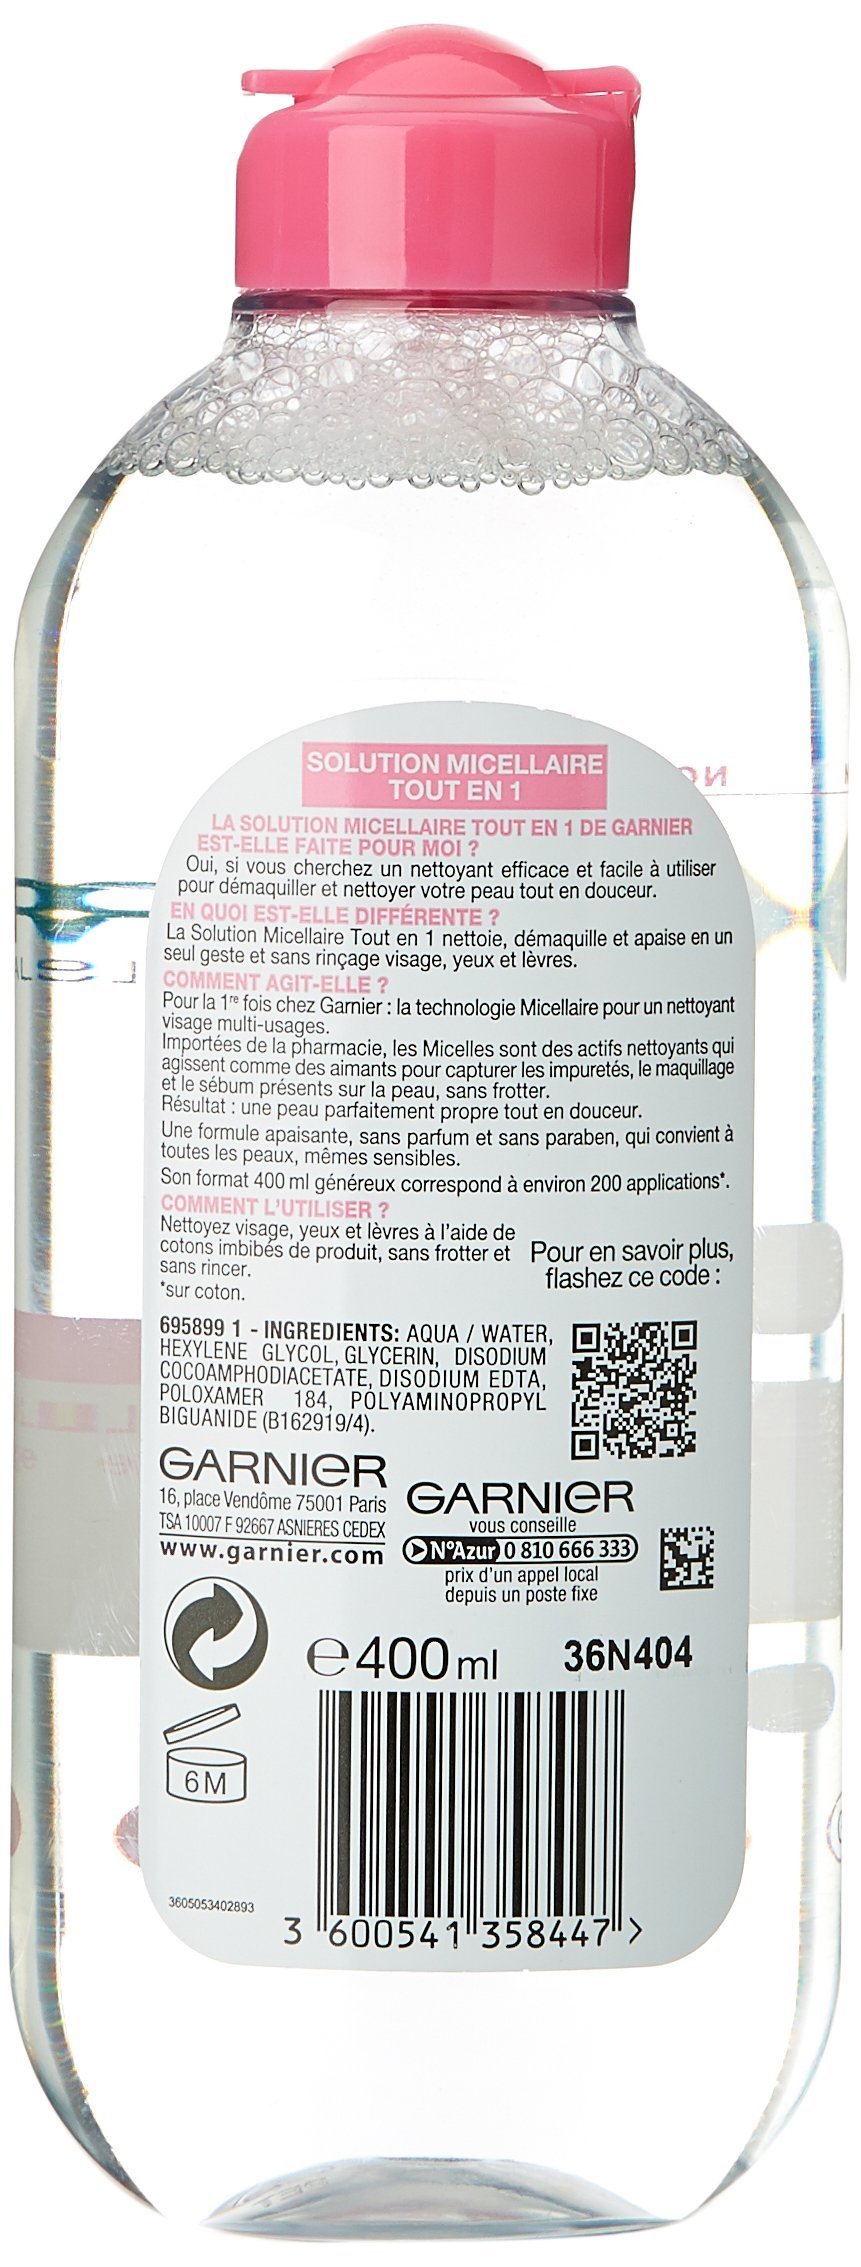 SOLUTION MICELLAIRE
TOUT EN 1
LA SOLUTION MICELLAIRE TOUT EN 1 DE GARNIER
EST-ELLE FAITE POUR MOI ?
Oui, si vous cherchez un nettoyant efficace et facile à utiliser
pour démaquiller et nettoyer votre peau tout en douceur.
EN QUOI EST-ELLE DIFFÉRENTE ?
La Solution Micellaire Tout en 1 nettoie, démaquille et apaise en un
seul geste et sans rinçage visage, yeux et lèvres.
COMMENT AGIT-ELLE ?
Pour la 1re fois chez Garnier : la technologie Micellaire pour un nettoyant
visage multi-usages.
Importées de la pharmacie, les Micelles sont des actifs nettoyants qui
agissent comme des aimants pour capturer les impuretés, le maquillage
et le sébum présents sur la peau, sans frotter.
Résultat : une peau parfaitement propre tout en douceur.
Une formule apaisante, sans parfum et sans paraben, qui convient à
toutes les peaux, mêmes sensibles.
Son format 400 ml généreux correspond à environ 200 applications*.
COMMENT L'UTILISER ?
Nettoyez visage, yeux et lèvres à l'aide de
cotons imbibés de produit, sans frotter et
sans rincer.
*sur coton.
Pour en savoir plus,
flashez ce code :
695899 1 - INGREDIENTS: AQUA / WATER,
HEXYLENE GLYCOL, GLYCERIN, DISODIUM
COCOAMPHODIACETATE, DISODIUM EDTA,
POLOXAMER 184, POLYAMINOPROPYL
BIGUANIDE (B162919/4).
GARNIER
16, place Vendôme 75001 Paris
TSA 10007 F 92667 ASNIERES CEDEX
www.garnier.com
GARNIER
vous conseille
N°Azur 0 810 666 333
prix d'un appel local
depuis un poste fixe
e 400 ml
36N404
6 M
3605053402893
3 600541 358447 >